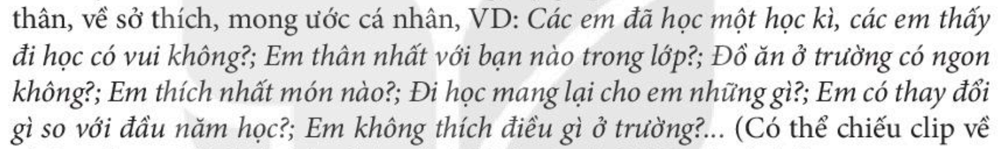 thân, về sở thích, mong ước cá nhân, VD: Các em đã học một học kì, các em thấy
đi học có vui không?; Em thân nhất với bạn nào trong lớp?; Đồ ăn ở trường có ngon
không?; Em thích nhất món nào?; Đi học mang lại cho em những gì?; Em có thay đổi
gì so với đầu năm học?; Em không thích điều gì ở trường?... (Có thể chiếu clip về